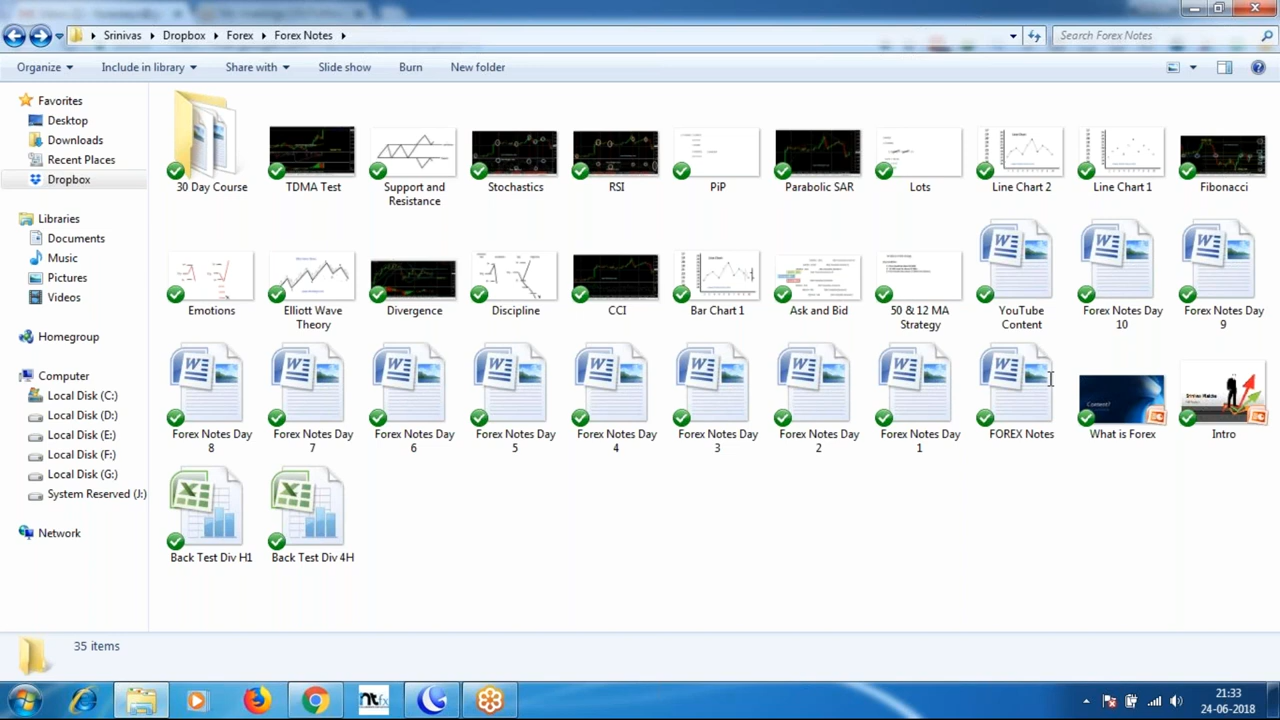 Srinivas Dropbox Forex Forex Notes
Search Forex Notes
Organize Include in library Share with Slide show Burn New folder
Favorites
Desktop
Downloads
Recent Places
Dropbox
Libraries
Documents
Music
Pictures
Videos
Homegroup
Computer
Local Disk (C:)
Local Disk (D:)
Local Disk (E:)
Local Disk (F:)
Local Disk (G:)
System Reserved (J:)
Network
30 Day Course
TDMA Test
Support and
Resistance
Stochastics
RSI
PiP
Parabolic SAR
Lots
Line Chart 2
Line Chart 1
Fibonacci
Emotions
Elliott Wave
Theory
Divergence
Discipline
CCI
Bar Chart 1
Ask and Bid
50 & 12 MA
Strategy
YouTube
Content
Forex Notes Day
10
Forex Notes Day
9
Forex Notes Day
8
Forex Notes Day
7
Forex Notes Day
6
Forex Notes Day
5
Forex Notes Day
4
Forex Notes Day
3
Forex Notes Day
2
Forex Notes Day
1
FOREX Notes
What is Forex
Intro
Back Test Div H1
Back Test Div 4H
35 items
ntfx
21:33
24-06-2018